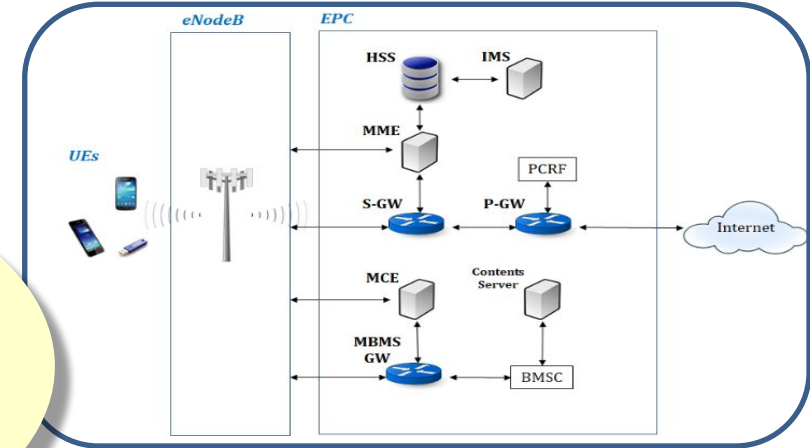 eNodeB
EPC
HSS
IMS
MME
UEs
PCRF
S-GW
P-GW
Internet
MCE
Contents
Server
MBMS
GW
BMSC